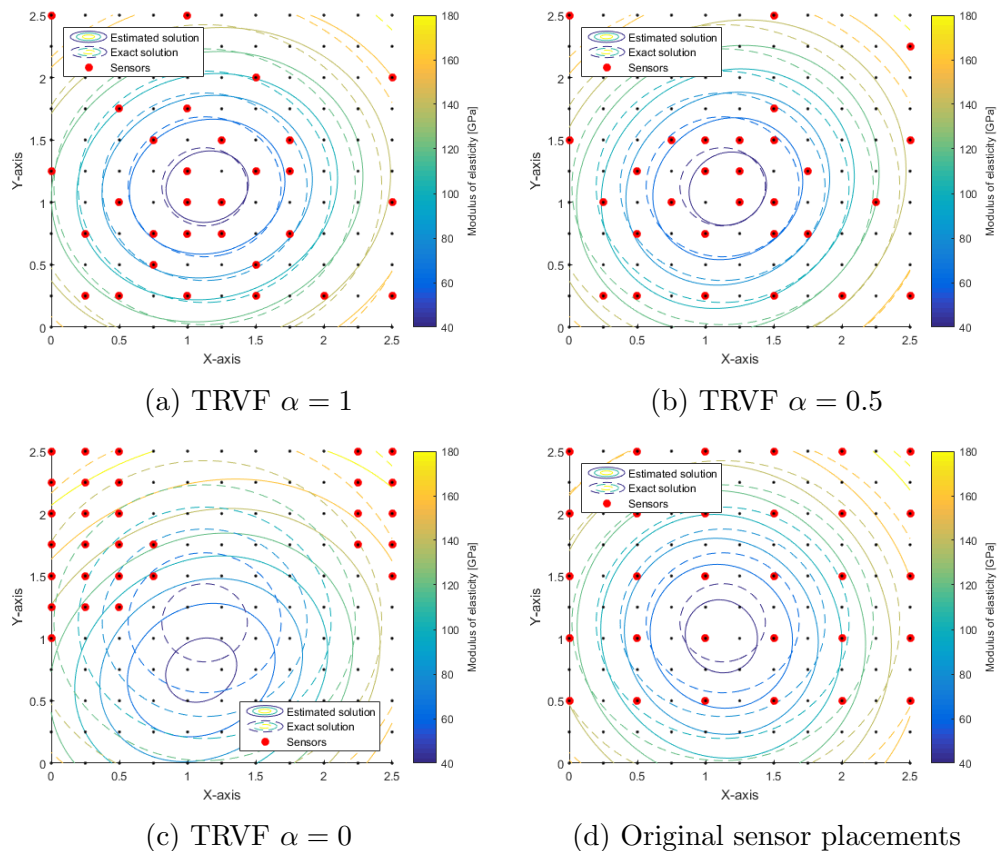 2.5
2
1.5
1
0.5
0
Y-axis
Estimated solution
Exact solution
Sensors
0 0.5 1 1.5 2 2.5
X-axis
180
160
140
120
100
80
60
40
Modulus of elasticity [GPa]
(a) TRVF α = 1
2.5
2
1.5
1
0.5
0
Y-axis
Estimated solution
Exact solution
Sensors
0 0.5 1 1.5 2 2.5
X-axis
180
160
140
120
100
80
60
40
Modulus of elasticity [GPa]
(b) TRVF α = 0.5
2.5
2
1.5
1
0.5
0
Y-axis
Estimated solution
Exact solution
Sensors
0 0.5 1 1.5 2 2.5
X-axis
180
160
140
120
100
80
60
40
Modulus of elasticity [GPa]
(c) TRVF α = 0
2.5
2
1.5
1
0.5
0
Y-axis
Estimated solution
Exact solution
Sensors
0 0.5 1 1.5 2 2.5
X-axis
180
160
140
120
100
80
60
40
Modulus of elasticity [GPa]
(d) Original sensor placements